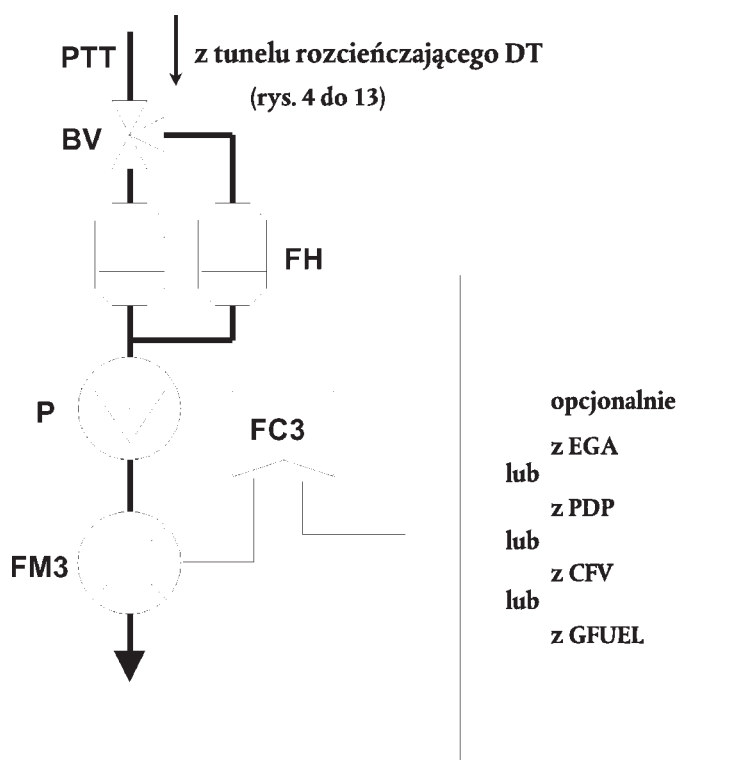 PTT
z tunelu rozcieńczającego DT
(rys. 4 do 13)
BV
FH
P
FC3
FM3
opcjonalnie
z EGA
lub
z PDP
lub
z CFV
lub
z GFUEL